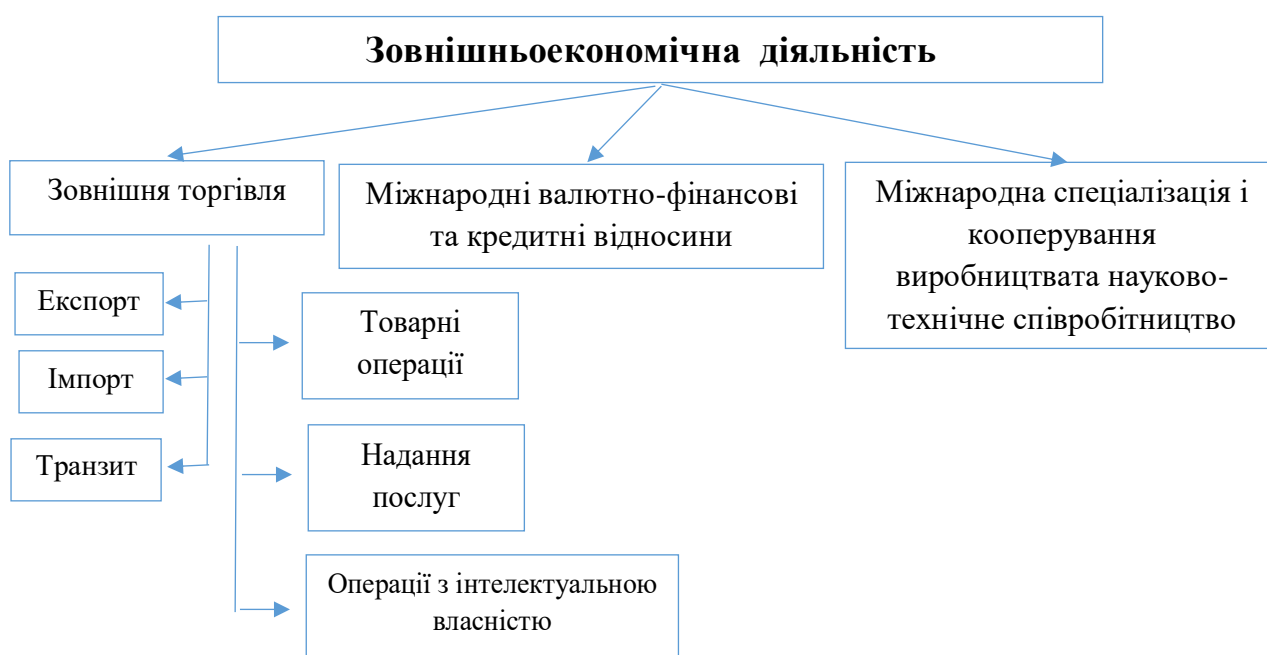 Зовнішньоекономічна діяльність
Зовнішня торгівля
Міжнародні валютно-фінансові
та кредитні відносини
Міжнародна спеціалізація і
кооперування
виробництвата науково-
технічне співробітництво
Експорт
Імпорт
Транзит
Товарні
операції
Надання
послуг
Операції з інтелектуальною
власністю